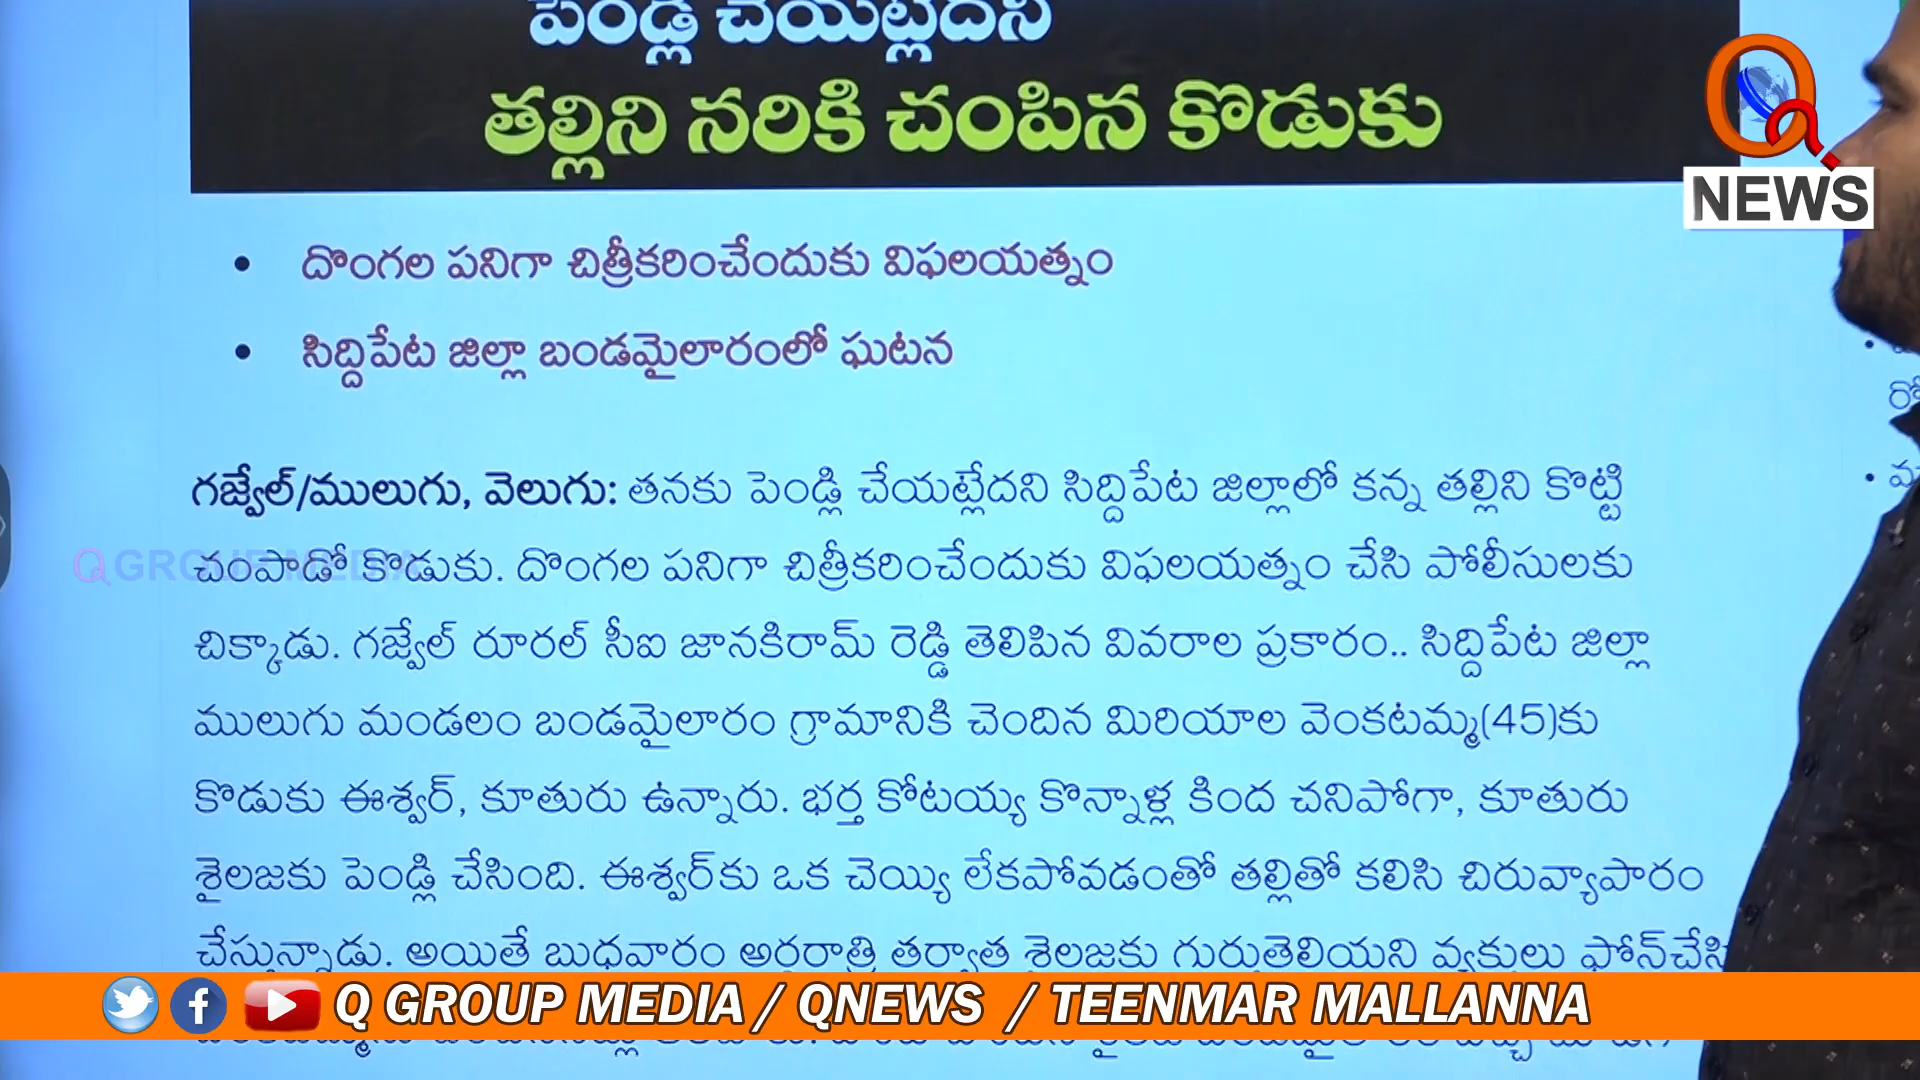 పెండ్లి చేయట్లేదని
తల్లిని నరికి చంపిన కొడుకు
Q
NEWS
• దొంగల పనిగా చిత్రీకరించేందుకు విఫలయత్నం
• సిద్దిపేట జిల్లా బండమైలారంలో ఘటన
గజ్వేల్/ములుగు, వెలుగు: తనకు పెండ్లి చేయట్లేదని సిద్దిపేట జిల్లాలో కన్న తల్లిని కొట్టి
చంపాడో కొడుకు. దొంగల పనిగా చిత్రీకరించేందుకు విఫలయత్నం చేసి పోలీసులకు
Q GROUP MEDIA
చిక్కాడు. గజ్వేల్ రూరల్ సీఐ జానకిరామ్ రెడ్డి తెలిపిన వివరాల ప్రకారం.. సిద్దిపేట జిల్లా
ములుగు మండలం బండమైలారం గ్రామానికి చెందిన మిరియాల వెంకటమ్మ(45)కు
కొడుకు ఈశ్వర్, కూతురు ఉన్నారు. భర్త కోటయ్య కొన్నాళ్ల కింద చనిపోగా, కూతురు
శైలజకు పెండ్లి చేసింది. ఈశ్వర్‌కు ఒక చెయ్యి లేకపోవడంతో తల్లితో కలిసి చిరువ్యాపారం
చేస్తున్నాడు. అయితే బుధవారం అర్ధరాత్రి తర్వాత శైలజకు గుర్తుతెలియని వ్యక్తులు ఫోన్‌చేసి
Q GROUP MEDIA / QNEWS / TEENMAR MALLANNA